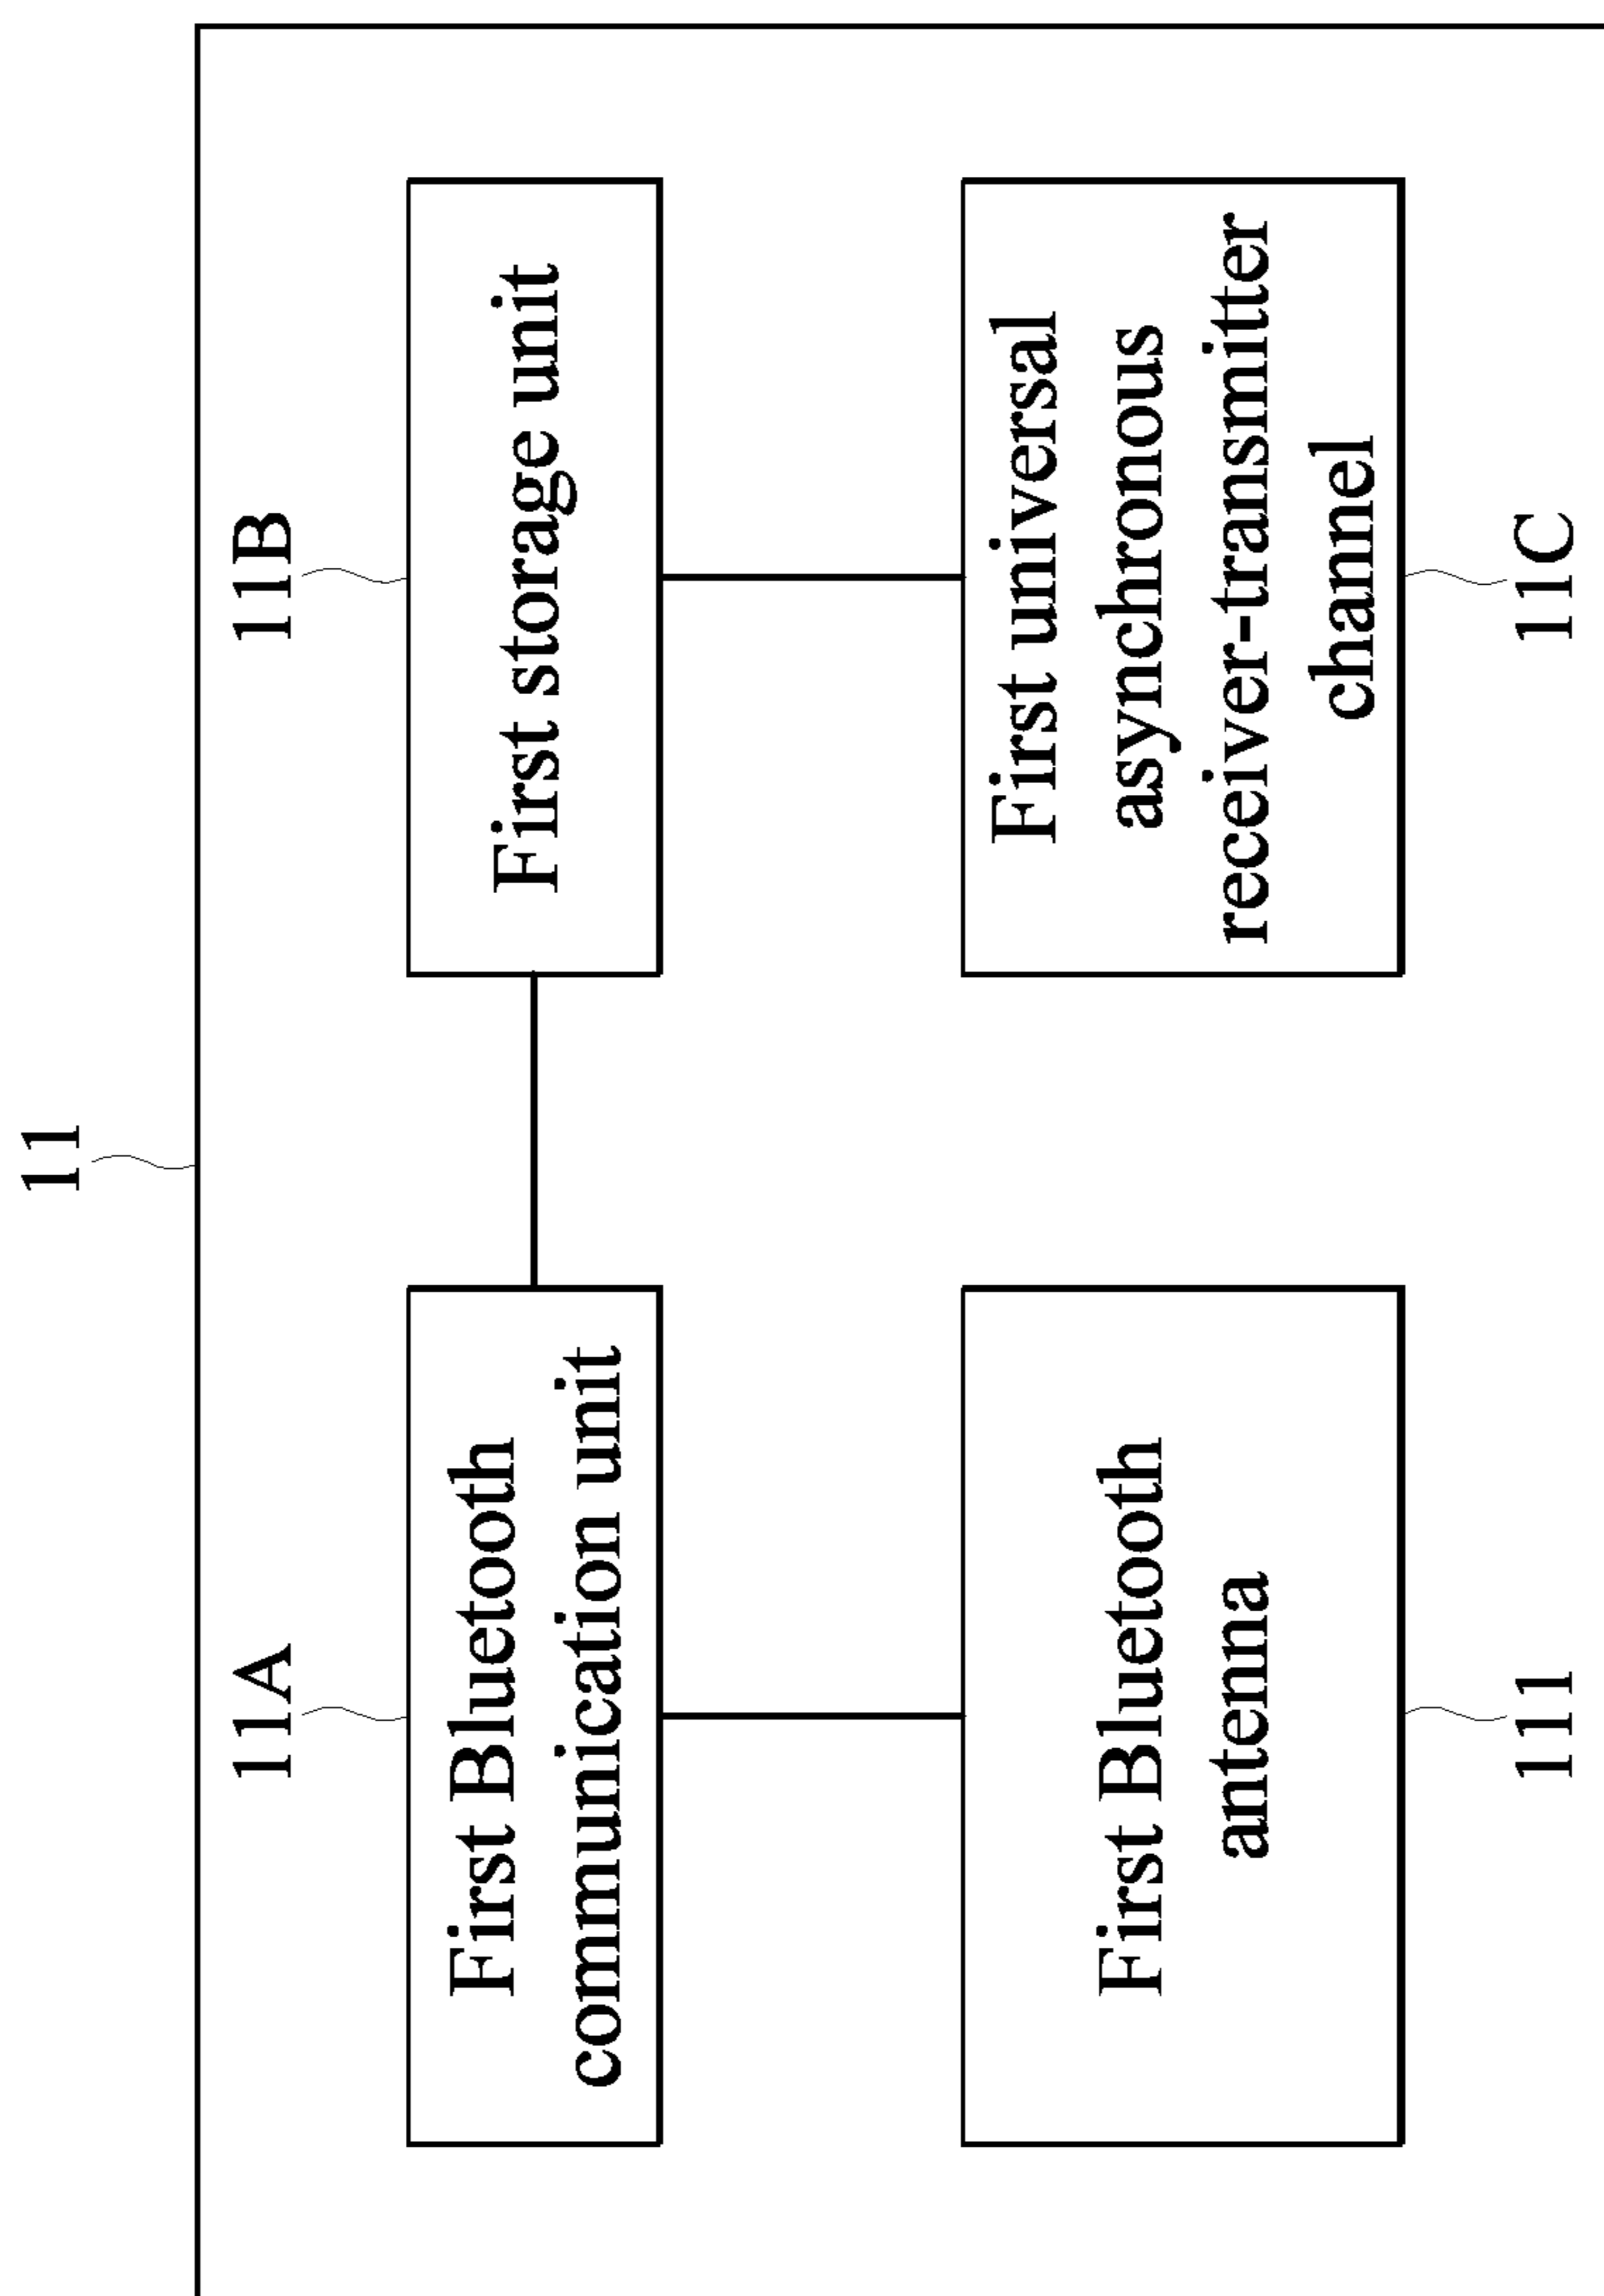 11
11A
First Bluetooth
communication unit
11B
First storage unit
First Bluetooth
antenna
111
First universal
asynchronous
receiver-transmitter
channel
11C